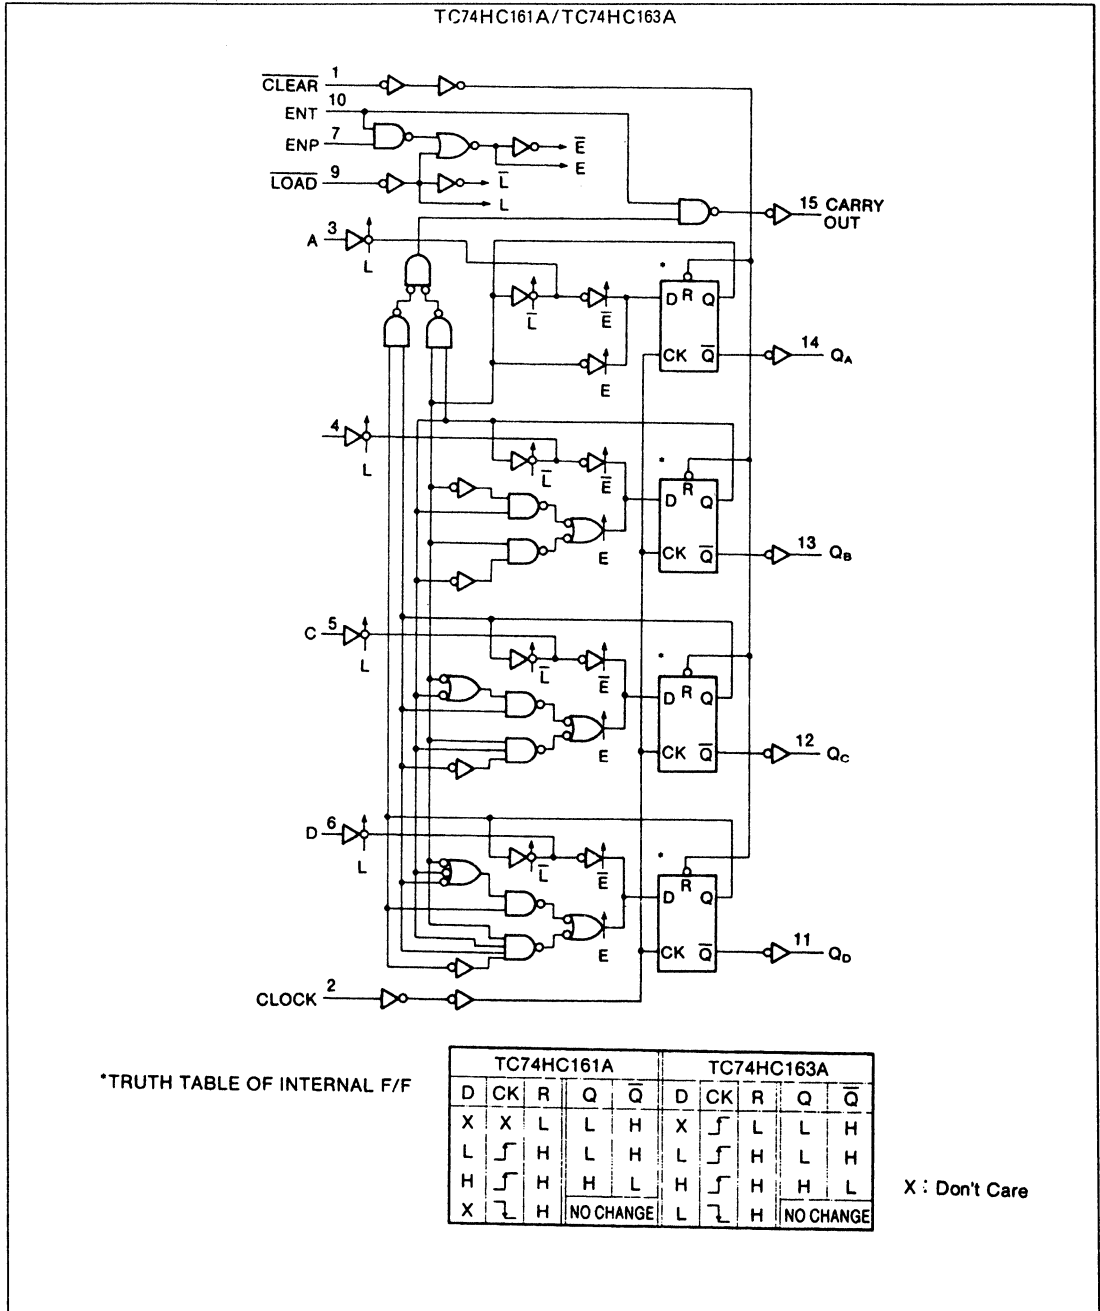 TC74HC161A/TC74HC163A
CLEAR 1
ENT 10
ENP 7
E
E
LOAD 9
L
L
15 CARRY
OUT
A 3
L
D R Q
L
E
CK Q
14 QA
E
4
L
L
E
D R Q
CK Q
13 QB
E
C 5
L
L
E
D R Q
CK Q
12 QC
E
D 6
L
L
E
D R Q
CK Q
11 QD
E
CLOCK 2
*TRUTH TABLE OF INTERNAL F/F
TC74HC161A TC74HC163A
D CK R Q Q̅ D CK R Q Q̅
X X L L H X L L H
L H L H L H L H
H H H L H H H L
X H NO CHANGE L H NO CHANGE
X : Don't Care